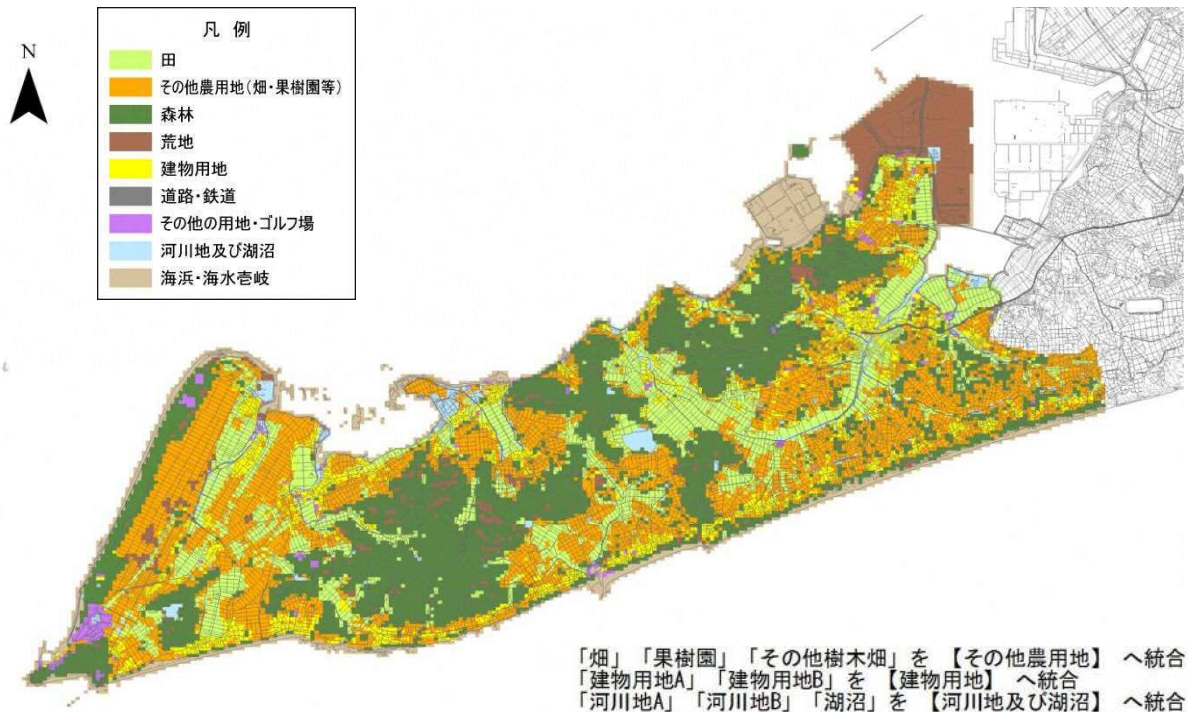 凡 例
田
その他農用地(畑・果樹園等)
森林
荒地
建物用地
道路・鉄道
その他の用地・ゴルフ場
河川地及び湖沼
海浜・海水壱岐
N
「畑」「果樹園」「その他樹木畑」を 【その他農用地】 へ統合
「建物用地A」「建物用地B」を 【建物用地】 へ統合
「河川地A」「河川地B」「湖沼」を 【河川地及び湖沼】 へ統合